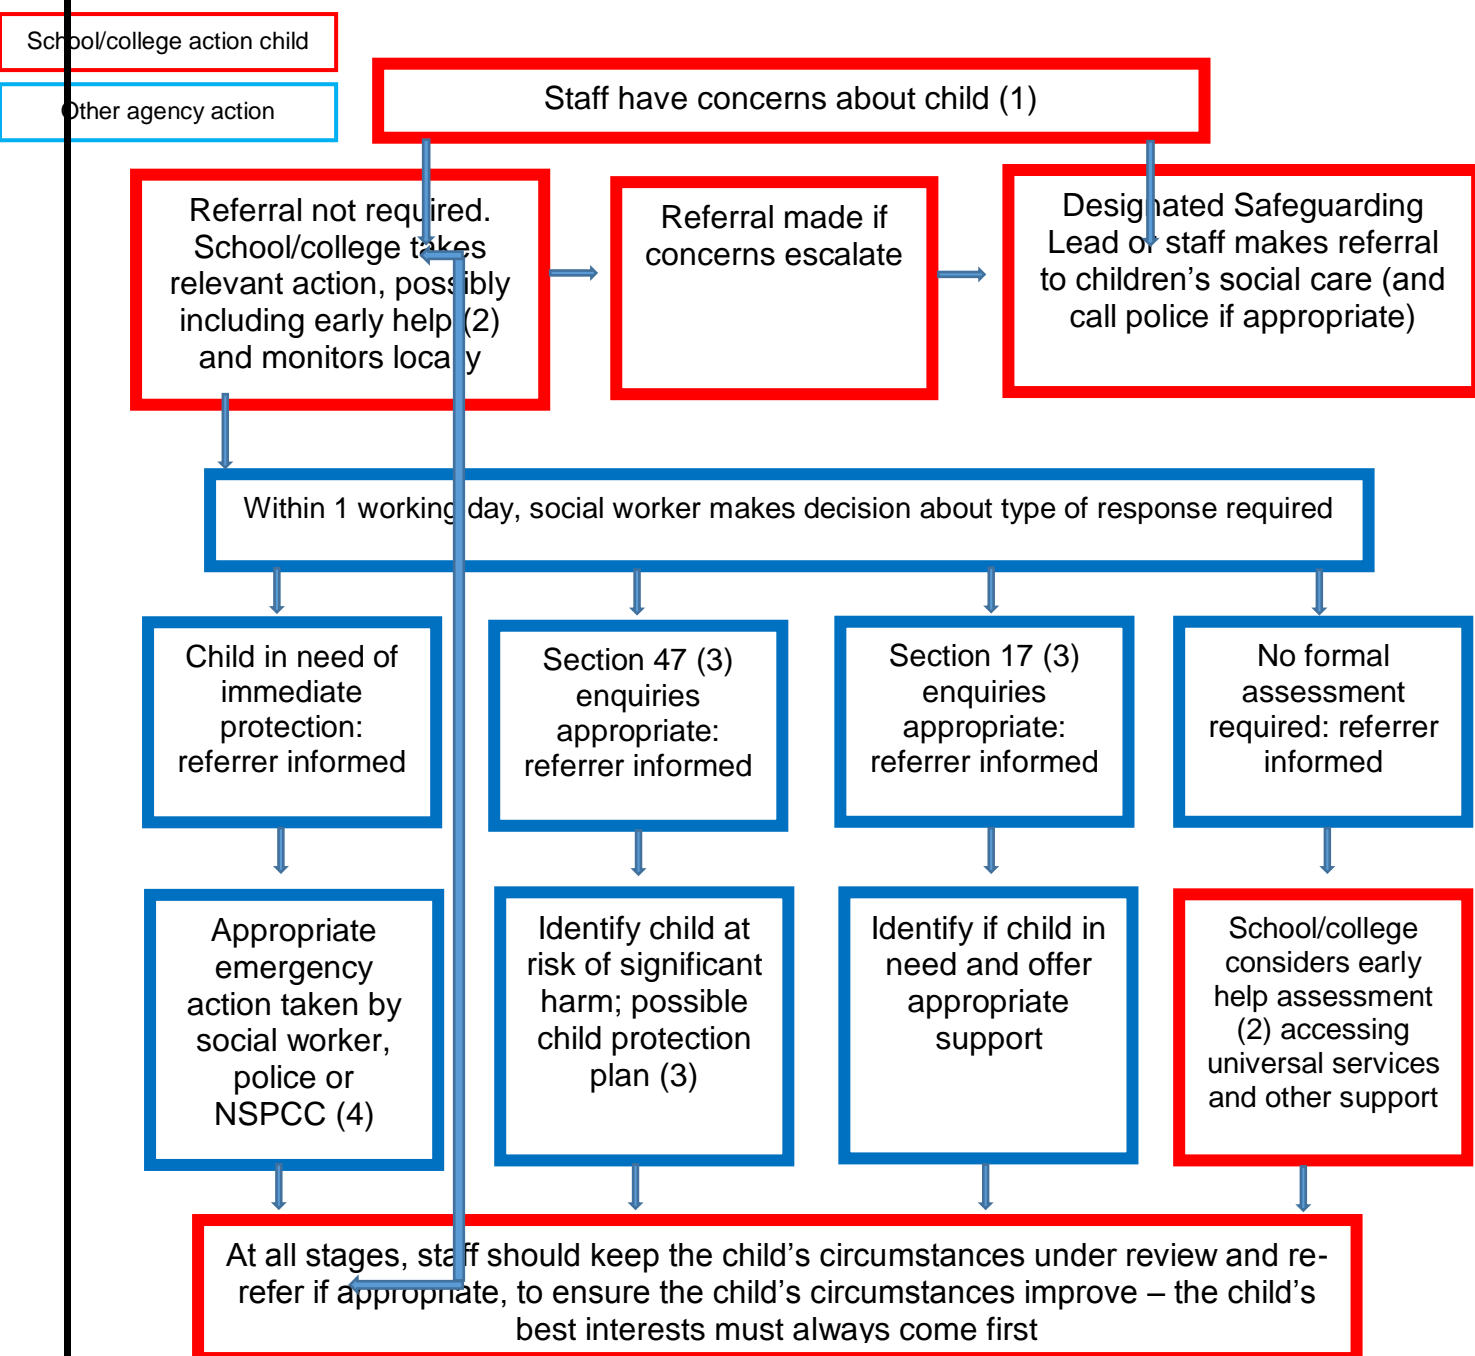 School/college action child
Other agency action
Staff have concerns about child (1)
Referral not required.
School/college takes
relevant action, possibly
including early help (2)
and monitors locally
Referral made if
concerns escalate
Designated Safeguarding
Lead or staff makes referral
to children’s social care (and
call police if appropriate)
Within 1 working day, social worker makes decision about type of response required
Child in need of
immediate
protection:
referrer informed
Section 47 (3)
enquiries
appropriate:
referrer informed
Section 17 (3)
enquiries
appropriate:
referrer informed
No formal
assessment
required: referrer
informed
Appropriate
emergency
action taken by
social worker,
police or
NSPCC (4)
Identify child at
risk of significant
harm; possible
child protection
plan (3)
Identify if child in
need and offer
appropriate
support
School/college
considers early
help assessment
(2) accessing
universal services
and other support
At all stages, staff should keep the child’s circumstances under review and re-
refer if appropriate, to ensure the child’s circumstances improve – the child’s
best interests must always come first